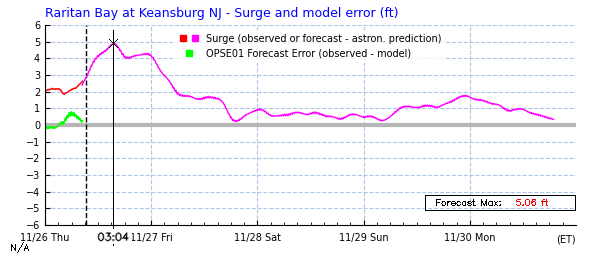 Raritan Bay at Keansburg NJ - Surge and model error (ft)
Surge (observed or forecast - astron. prediction)
OPSE01 Forecast Error (observed - model)
6
5
4
3
2
1
0
−1
−2
−3
−4
−5
−6
Forecast Max: 5.06 ft
11/26 Thu 03:04 11/27 Fri 11/28 Sat 11/29 Sun 11/30 Mon (ET)
N/A